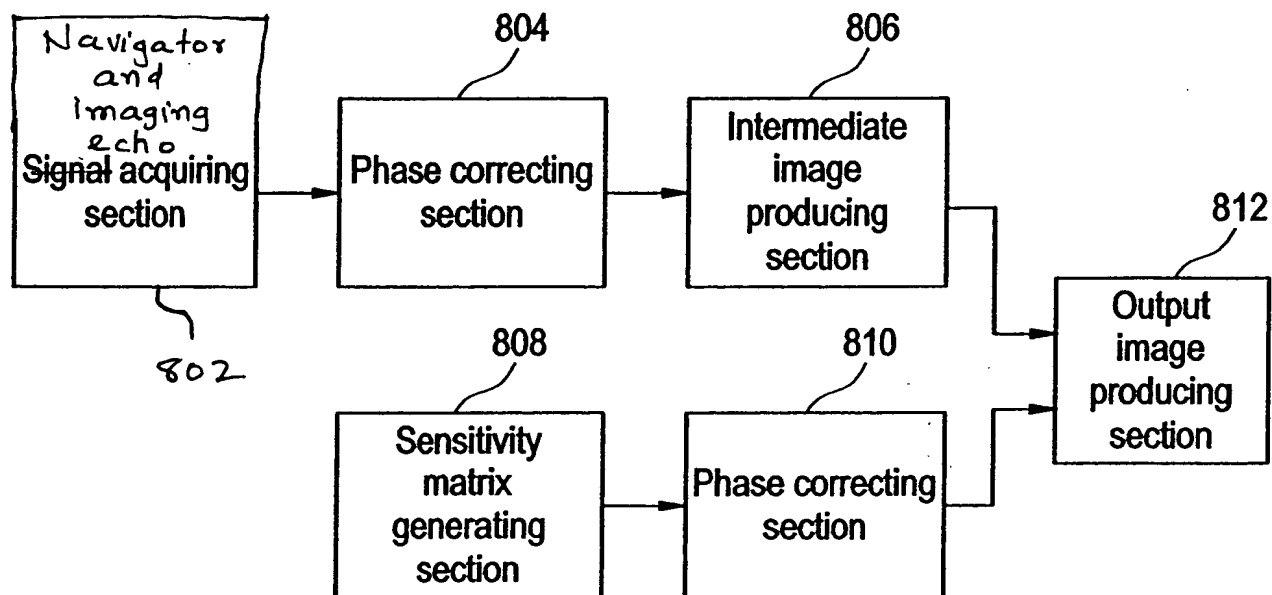 Navigator
and
imaging
echo
Signal acquiring
section
802
804
Phase correcting
section
806
Intermediate
image
producing
section
808
Sensitivity
matrix
generating
section
810
Phase correcting
section
812
Output
image
producing
section